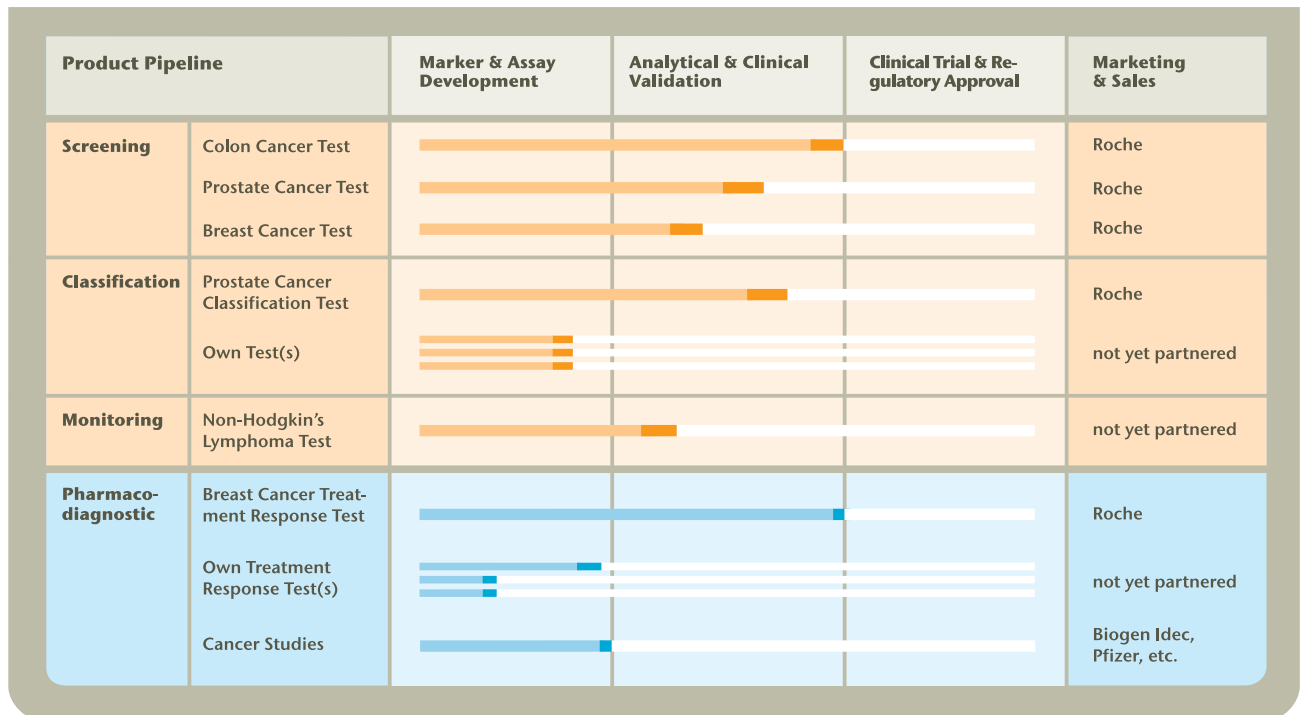 Product Pipeline
Marker & Assay
Development
Analytical & Clinical
Validation
Clinical Trial & Re-
gulatory Approval
Marketing
& Sales
Screening
Colon Cancer Test
Roche
Prostate Cancer Test
Roche
Breast Cancer Test
Roche
Classification
Prostate Cancer
Classification Test
Roche
Own Test(s)
not yet partnered
Monitoring
Non-Hodgkin's
Lymphoma Test
not yet partnered
Pharmaco-
diagnostic
Breast Cancer Treat-
ment Response Test
Roche
Own Treatment
Response Test(s)
not yet partnered
Cancer Studies
Biogen Idec,
Pfizer, etc.